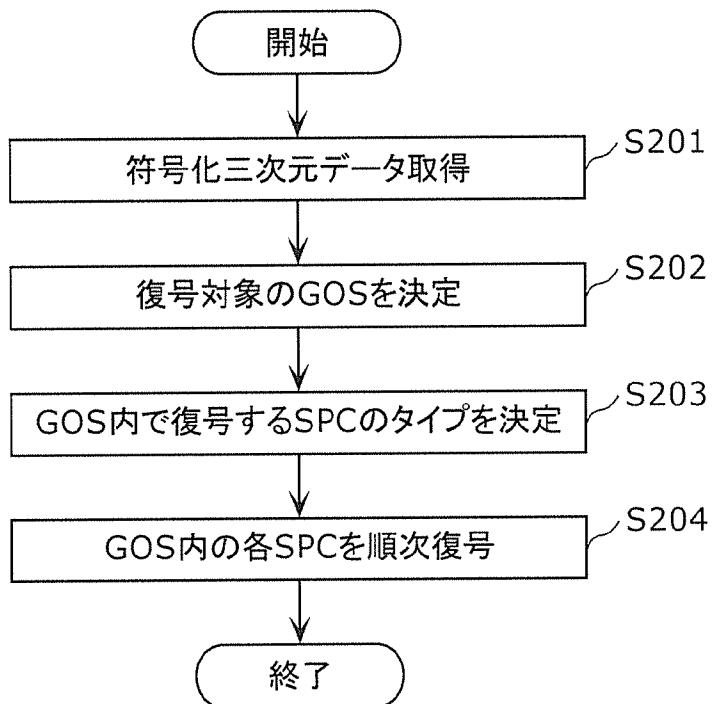 開始
符号化三次元データ取得
S201
復号対象のGOSを決定
S202
GOS内で復号するSPCのタイプを決定
S203
GOS内の各SPCを順次復号
S204
終了